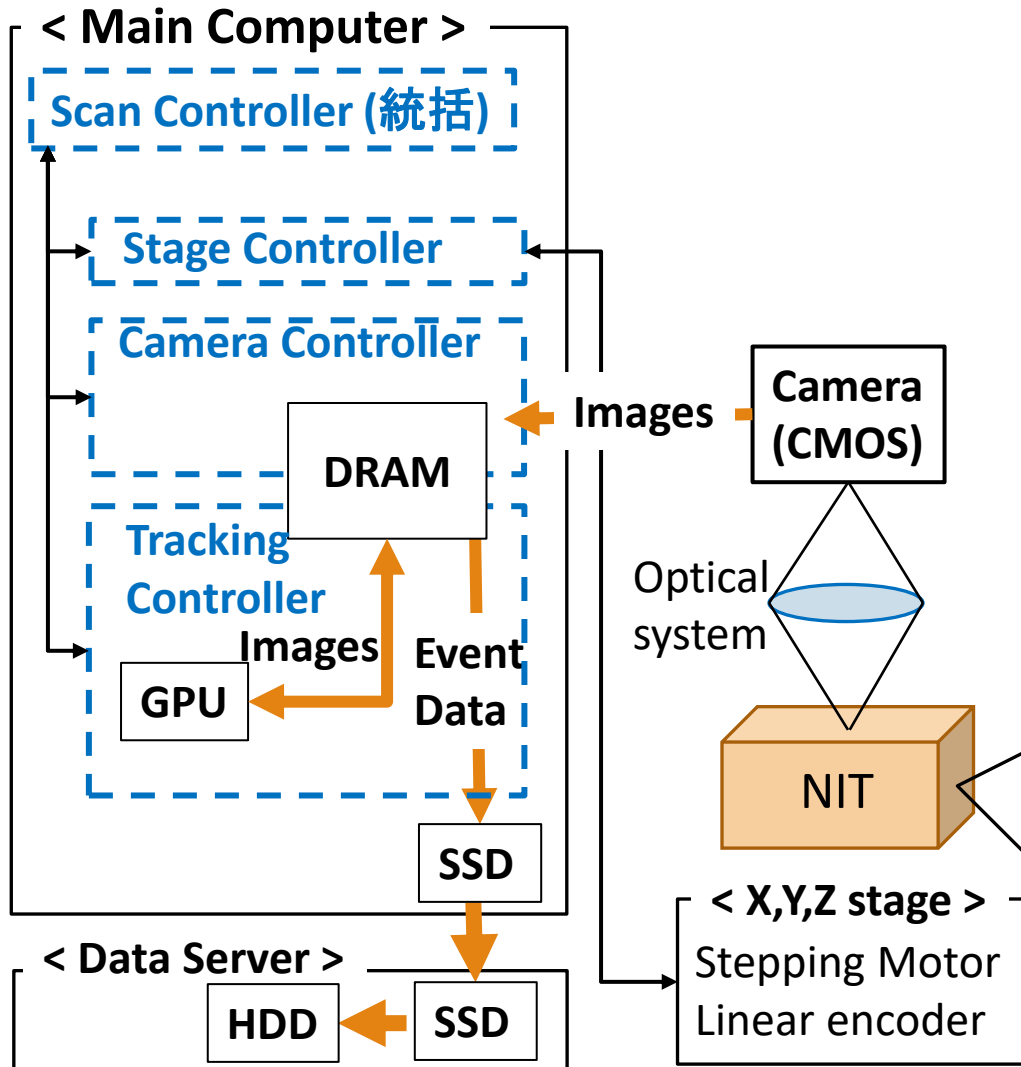 < Main Computer >
Scan Controller (統括)
Stage Controller
Camera Controller
DRAM
Images
Camera
(CMOS)
Tracking
Controller
Images
GPU
Event
Data
Optical
system
NIT
SSD
< X,Y,Z stage >
Stepping Motor
Linear encoder
< Data Server >
HDD
SSD